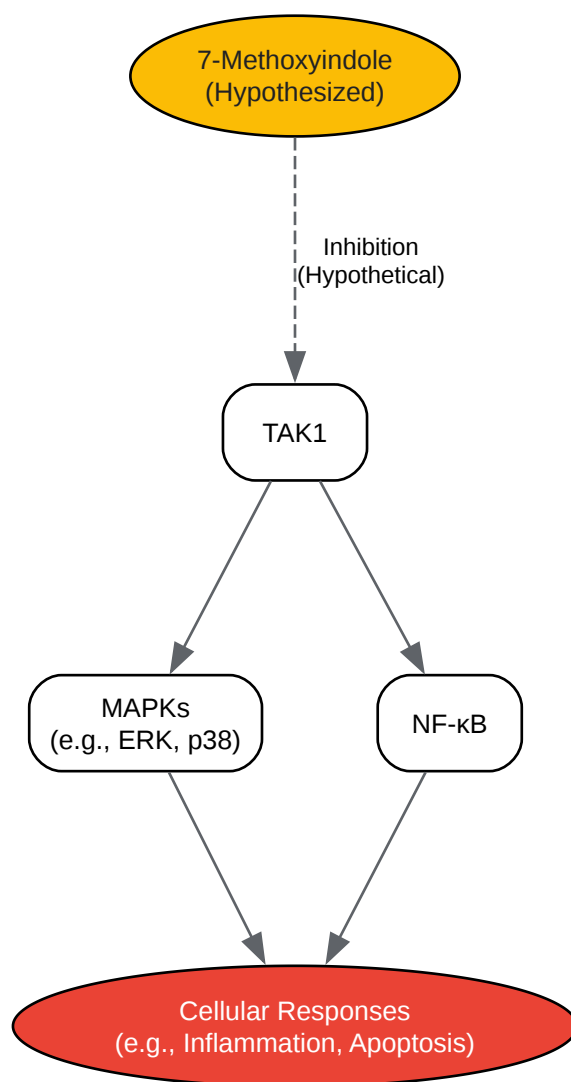 7-Methoxyindole
(Hypothesized)
Inhibition
(Hypothetical)
TAK1
MAPKs
(e.g., ERK, p38)
NF-κB
Cellular Responses
(e.g., Inflammation, Apoptosis)